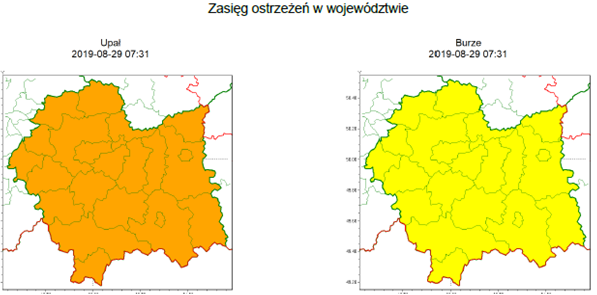 Zasięg ostrzeżeń w województwie
Upał
2019-08-29 07:31
Burze
2019-08-29 07:31